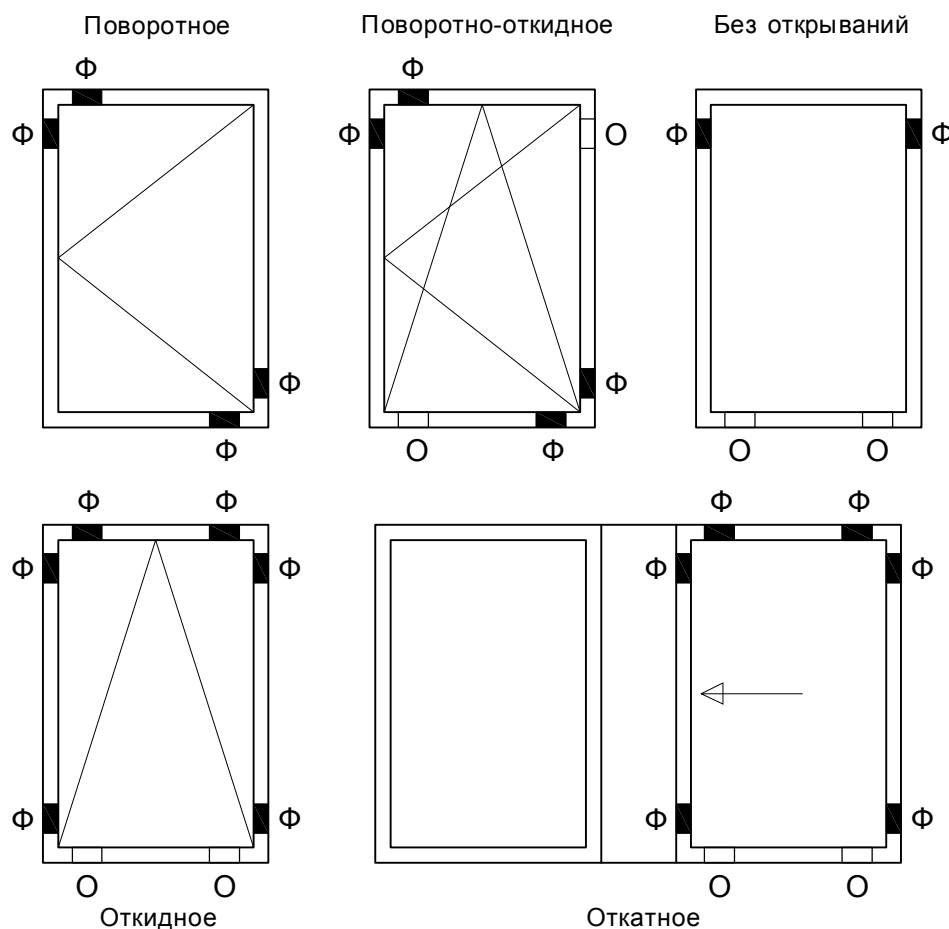 Поворотное Поворотно-откидное Без открываний
Ф Ф
Ф Ф О Ф Ф
Ф Ф
Ф О Ф О О
Ф Ф Ф Ф
Ф Ф Ф Ф
Ф Ф Ф Ф
О О О О
Откидное Откатное